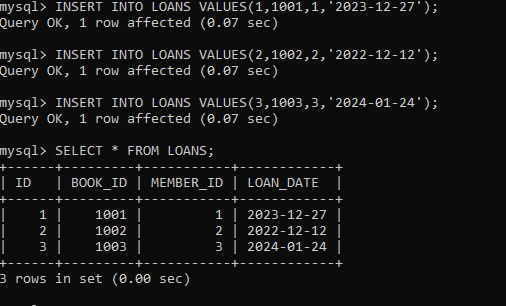 mysql> INSERT INTO LOANS VALUES(1,1001,1,'2023-12-27');
Query OK, 1 row affected (0.07 sec)
mysql> INSERT INTO LOANS VALUES(2,1002,2,'2022-12-12');
Query OK, 1 row affected (0.07 sec)
mysql> INSERT INTO LOANS VALUES(3,1003,3,'2024-01-24');
Query OK, 1 row affected (0.07 sec)
mysql> SELECT * FROM LOANS;
+------+---------+-----------+------------+
| ID   | BOOK_ID | MEMBER_ID | LOAN_DATE  |
+------+---------+-----------+------------+
|    1 |    1001 |         1 | 2023-12-27 |
|    2 |    1002 |         2 | 2022-12-12 |
|    3 |    1003 |         3 | 2024-01-24 |
+------+---------+-----------+------------+
3 rows in set (0.00 sec)